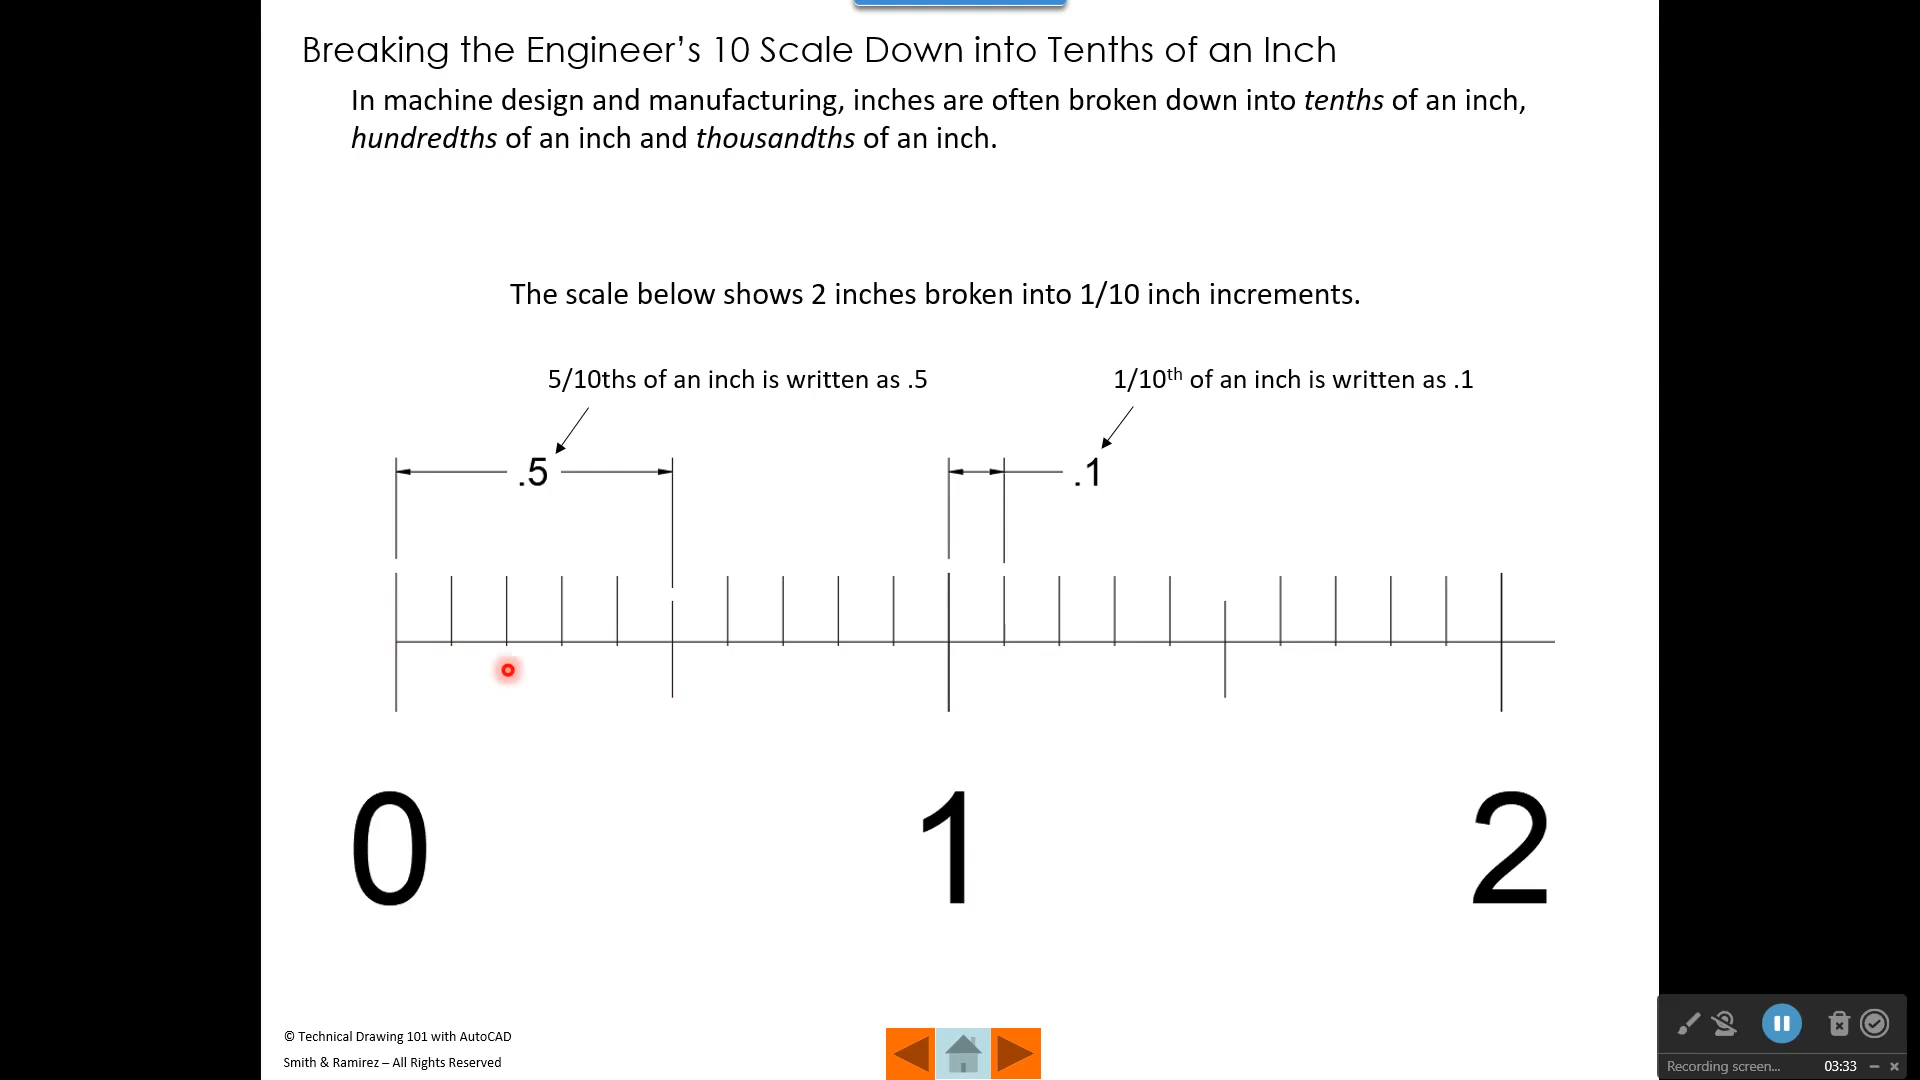 Breaking the Engineer’s 10 Scale Down into Tenths of an Inch
In machine design and manufacturing, inches are often broken down into tenths of an inch,
hundredths of an inch and thousandths of an inch.
The scale below shows 2 inches broken into 1/10 inch increments.
5/10ths of an inch is written as .5
1/10th of an inch is written as .1
.5
.1
0
1
2
© Technical Drawing 101 with AutoCAD
Smith & Ramirez – All Rights Reserved
Recording screen... 03:33